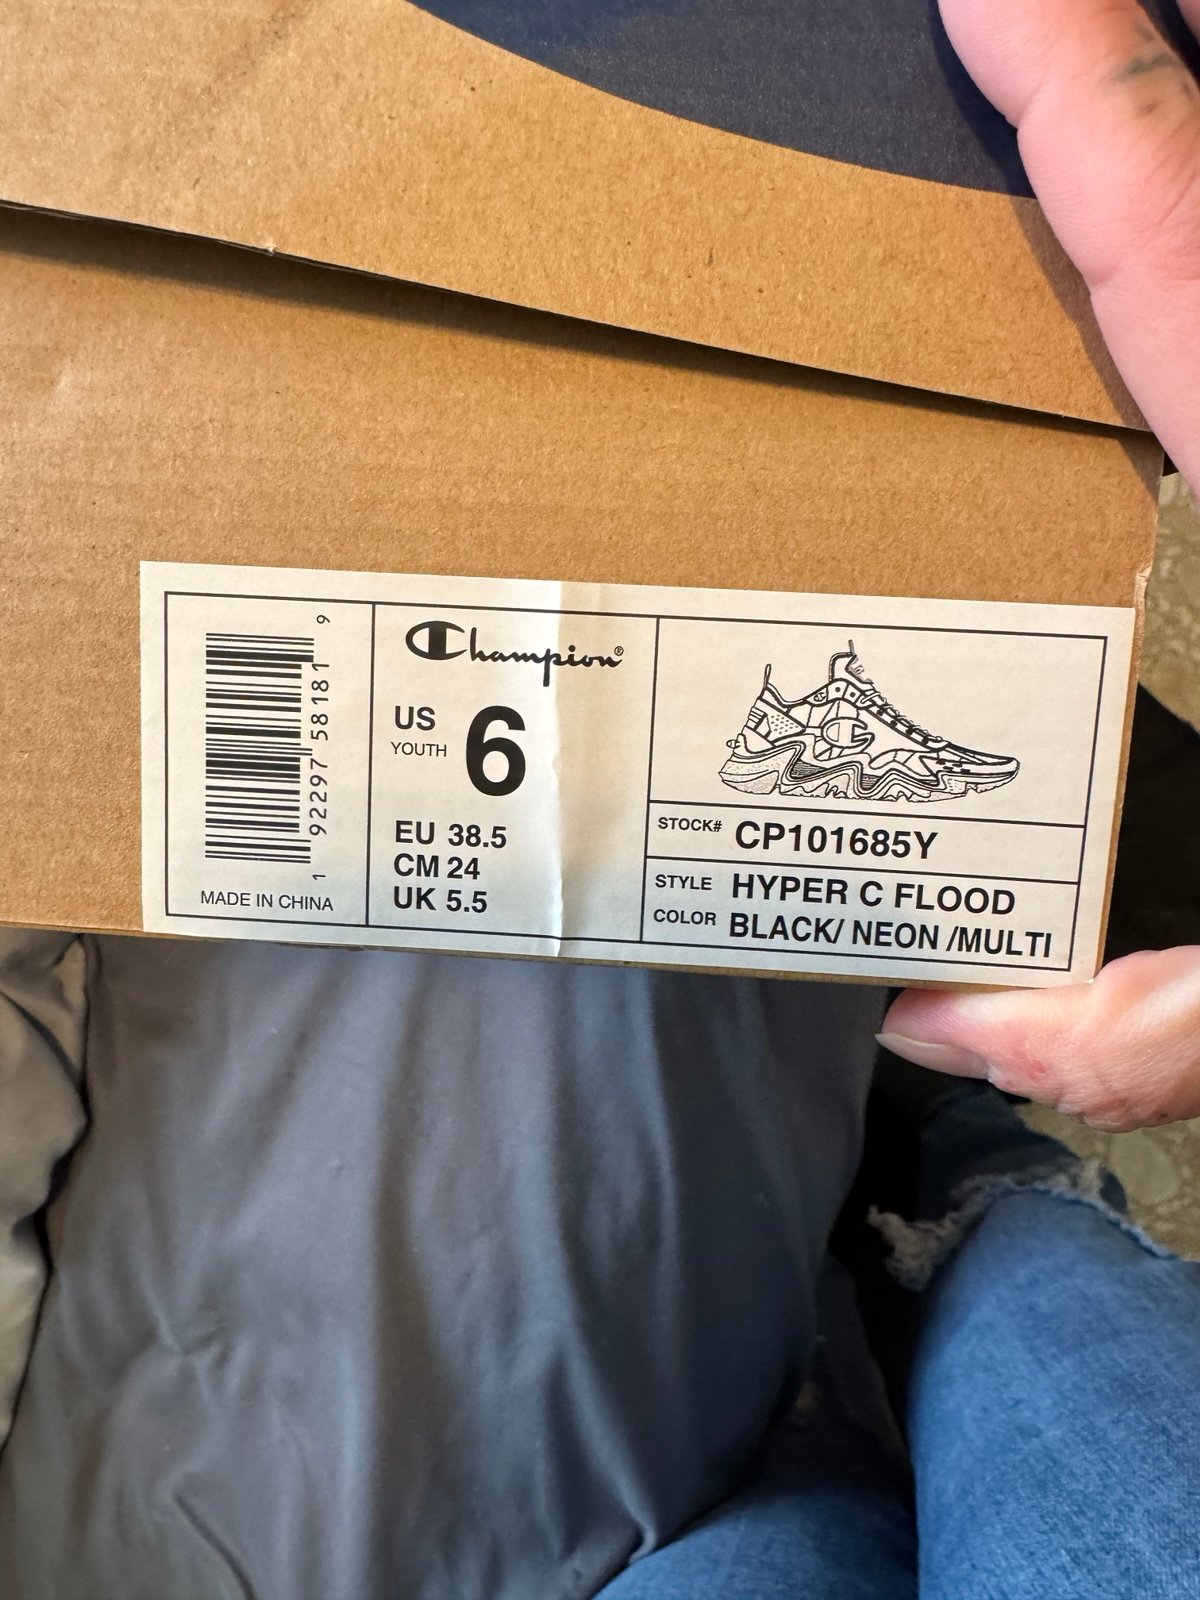 1 92297 58181 9
MADE IN CHINA
Champion®
US
YOUTH
6
EU 38.5
CM 24
UK 5.5
STOCK# CP101685Y
STYLE HYPER C FLOOD
COLOR BLACK/ NEON /MULTI